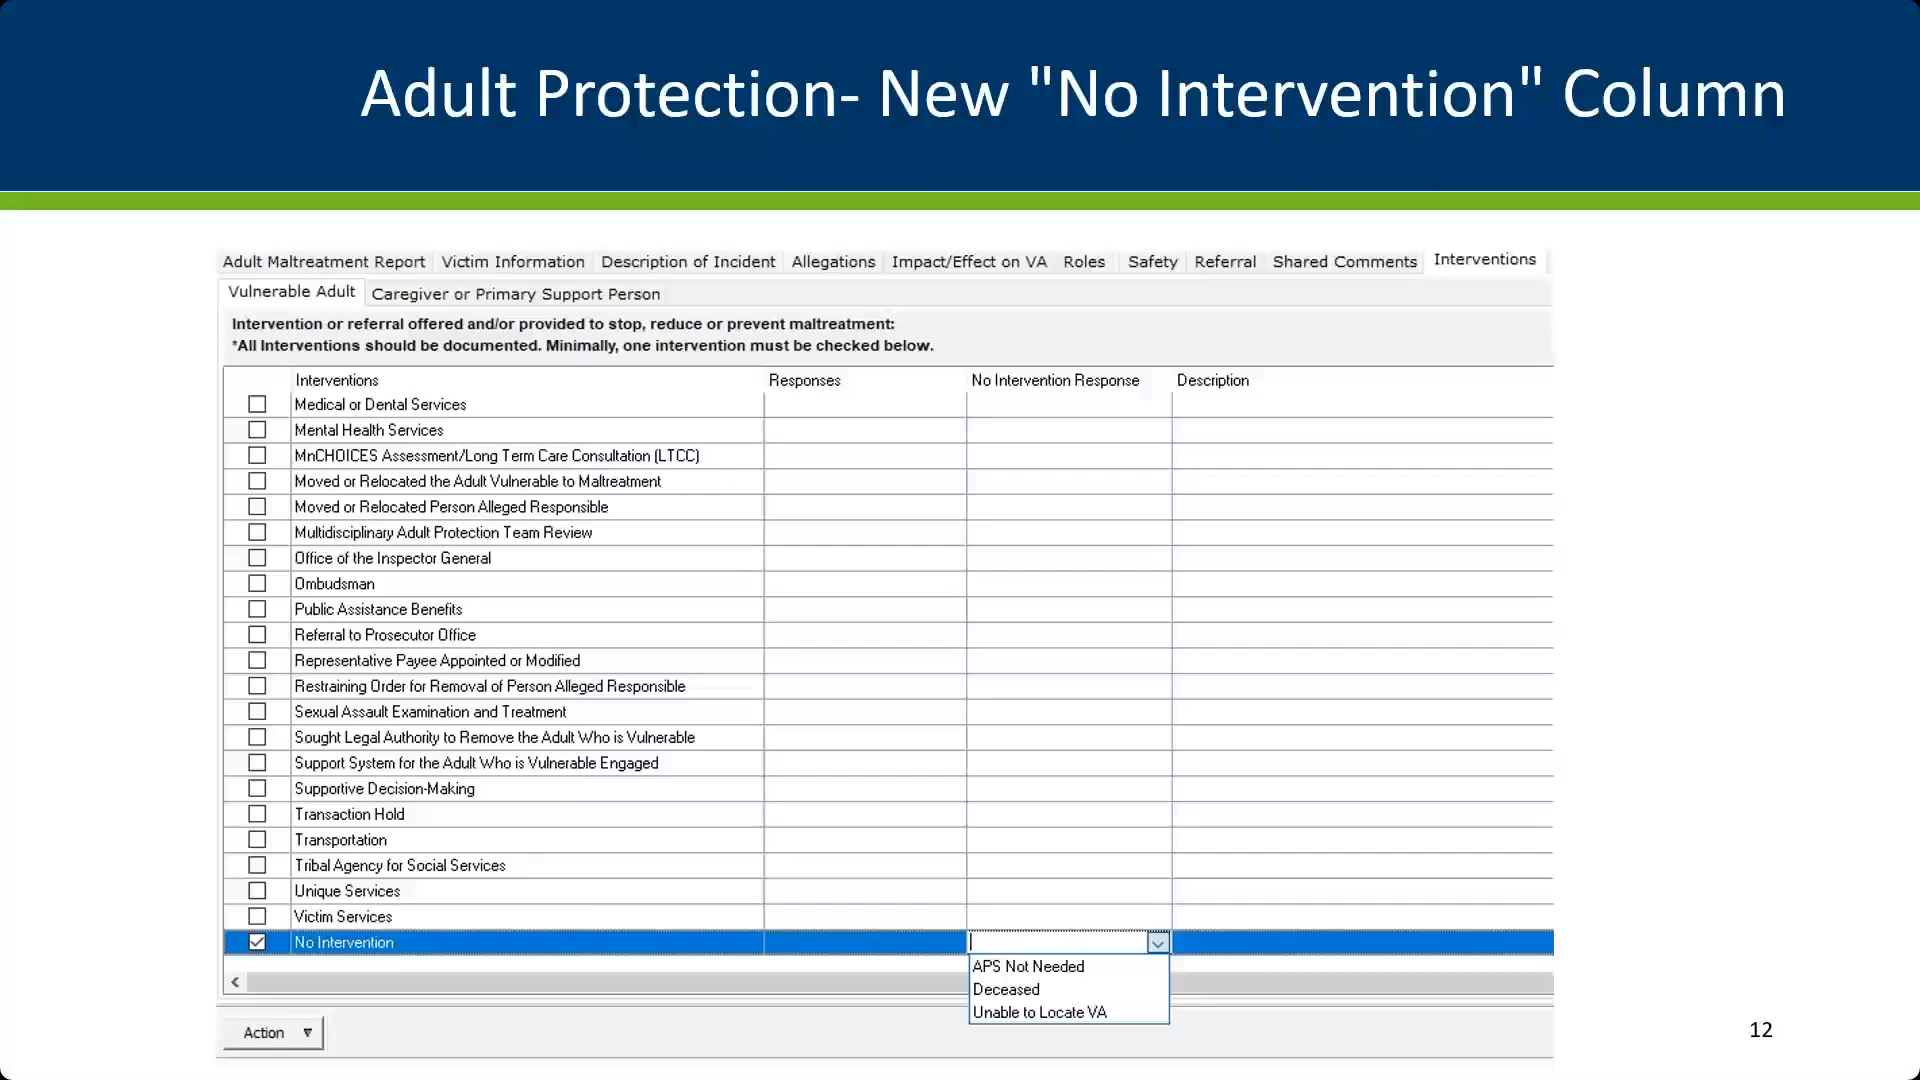 Adult Protection- New "No Intervention" Column
Adult Maltreatment Report Victim Information Description of Incident Allegations Impact/Effect on VA Roles Safety Referral Shared Comments Interventions
Vulnerable Adult Caregiver or Primary Support Person
Intervention or referral offered and/or provided to stop, reduce or prevent maltreatment:
*All Interventions should be documented. Minimally, one intervention must be checked below.
Interventions Responses No Intervention Response Description
Medical or Dental Services
Mental Health Services
MnCHOICES Assessment/Long Term Care Consultation (LTCC)
Moved or Relocated the Adult Vulnerable to Maltreatment
Moved or Relocated Person Alleged Responsible
Multidisciplinary Adult Protection Team Review
Office of the Inspector General
Ombudsman
Public Assistance Benefits
Referral to Prosecutor Office
Representative Payee Appointed or Modified
Restraining Order for Removal of Person Alleged Responsible
Sexual Assault Examination and Treatment
Sought Legal Authority to Remove the Adult Who is Vulnerable
Support System for the Adult Who is Vulnerable Engaged
Supportive Decision-Making
Transaction Hold
Transportation
Tribal Agency for Social Services
Unique Services
Victim Services
No Intervention
APS Not Needed
Deceased
Unable to Locate VA
Action
12